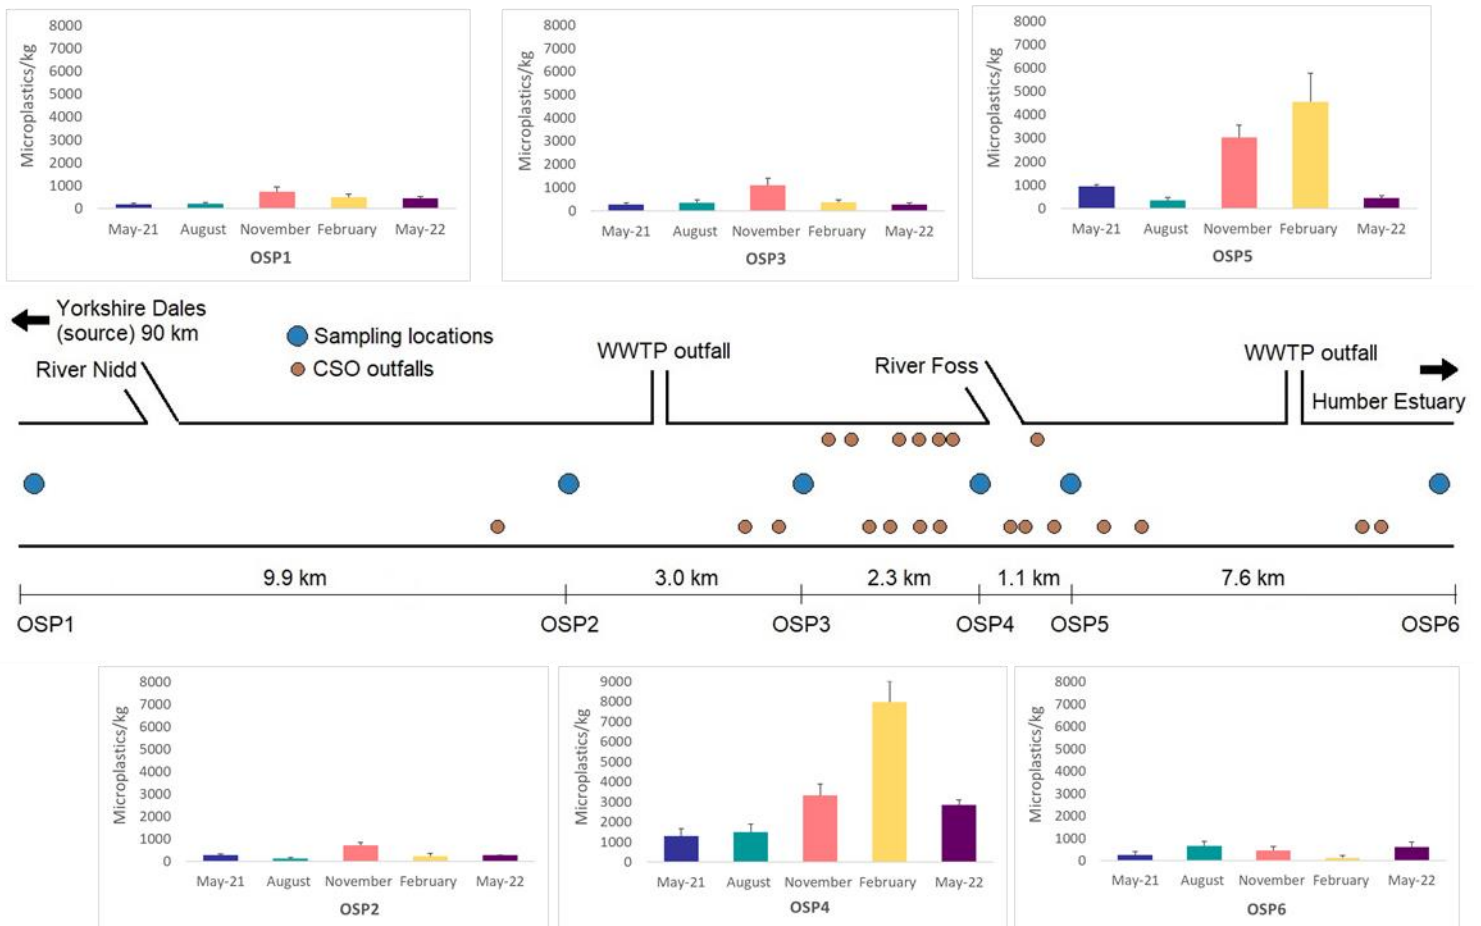 8000
7000
6000
5000
4000
3000
2000
1000
0
Microplastics/kg
May-21 August November February May-22
OSP1
8000
7000
6000
5000
4000
3000
2000
1000
0
Microplastics/kg
May-21 August November February May-22
OSP3
8000
7000
6000
5000
4000
3000
2000
1000
0
Microplastics/kg
May-21 August November February May-22
OSP5
Yorkshire Dales
(source) 90 km
River Nidd
Sampling locations
CSO outfalls
WWTP outfall
River Foss
WWTP outfall
Humber Estuary
9.9 km 3.0 km 2.3 km 1.1 km 7.6 km
OSP1 OSP2 OSP3 OSP4 OSP5 OSP6
8000
7000
6000
5000
4000
3000
2000
1000
0
Microplastics/kg
May-21 August November February May-22
OSP2
9000
8000
7000
6000
5000
4000
3000
2000
1000
0
Microplastics/kg
May-21 August November February May-22
OSP4
8000
7000
6000
5000
4000
3000
2000
1000
0
Microplastics/kg
May-21 August November February May-22
OSP6